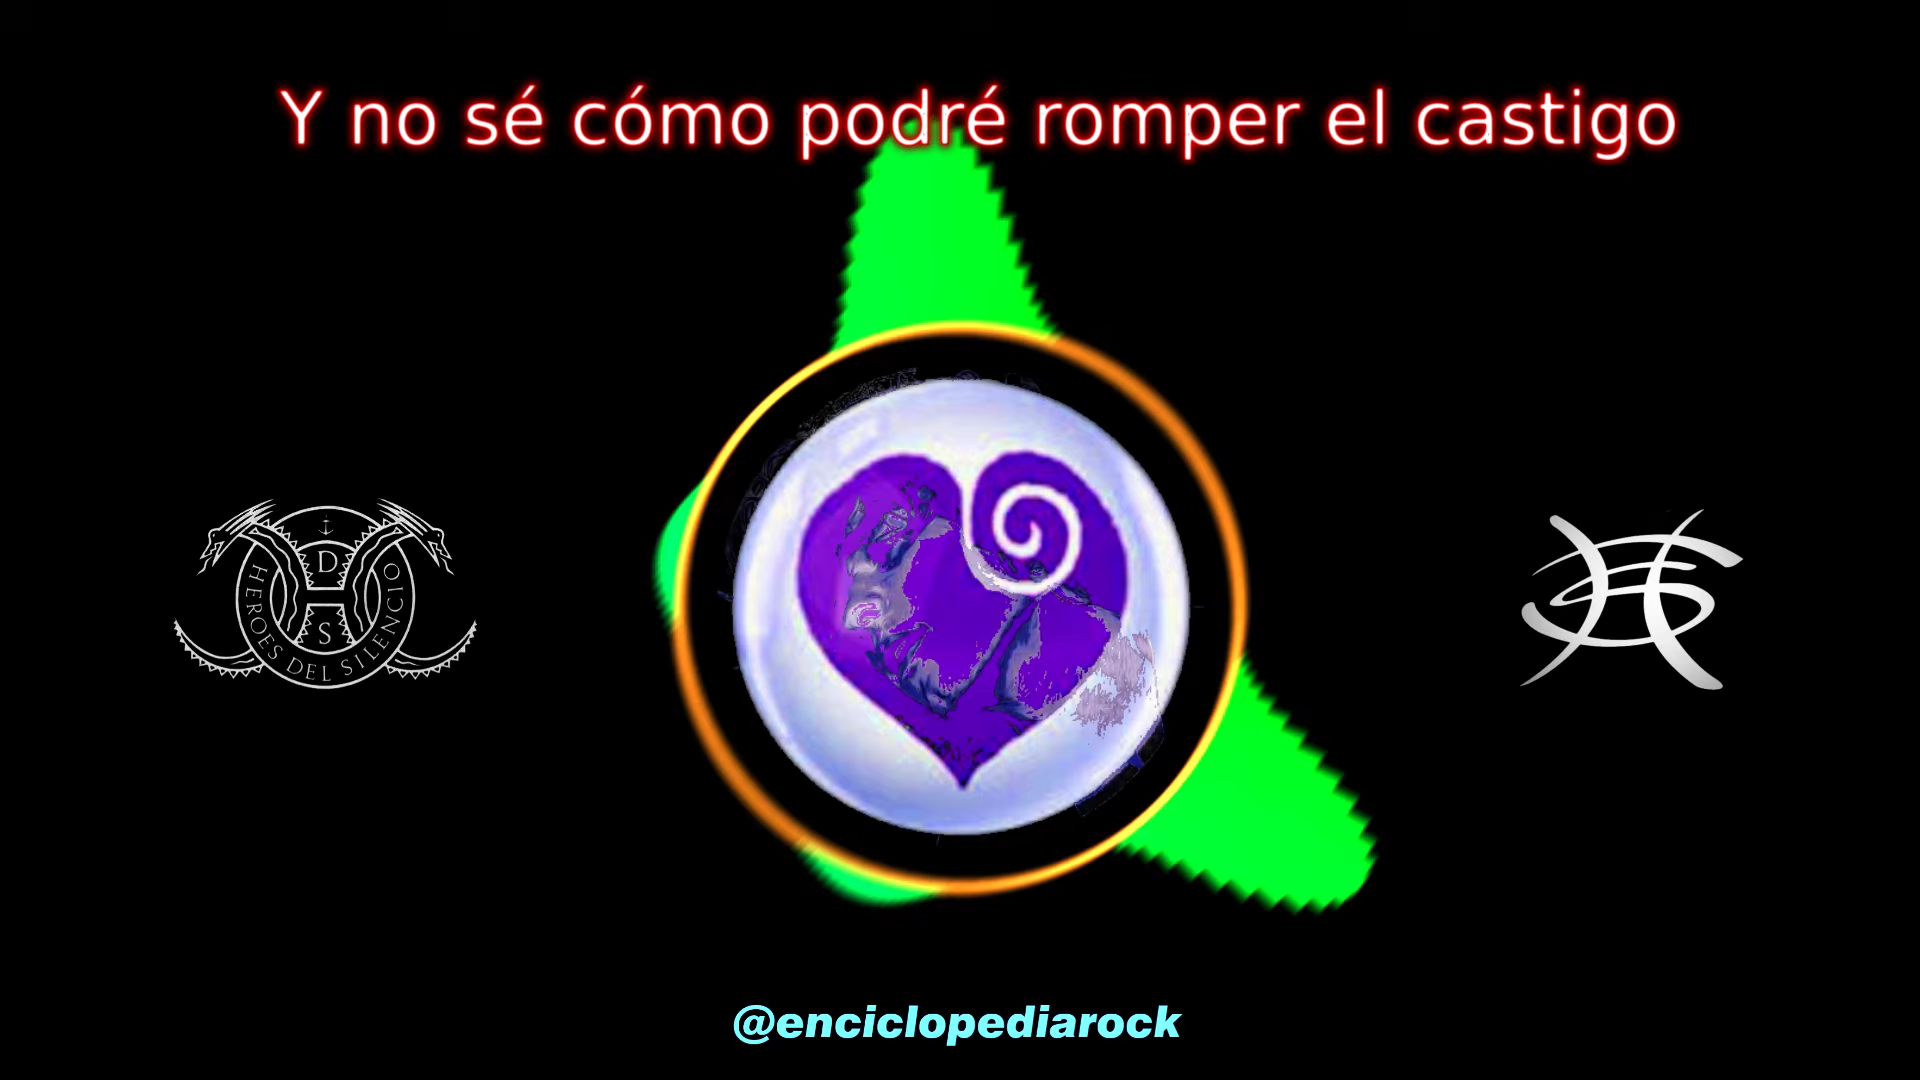 Y no sé cómo podré romper el castigo
D
H
S
HEROES DEL SILENCIO
@enciclopediarock